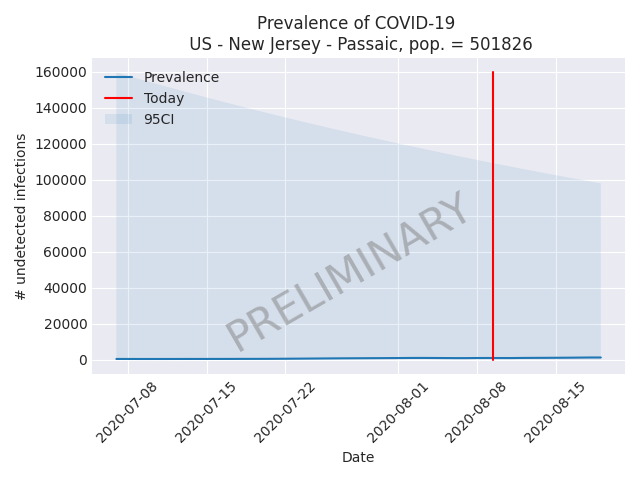 Prevalence of COVID-19
US - New Jersey - Passaic, pop. = 501826
160000
140000
120000
100000
80000
60000
40000
20000
0
# undetected infections
Prevalence
Today
95CI
PRELIMINARY
2020-07-08
2020-07-15
2020-07-22
2020-08-01
2020-08-08
2020-08-15
Date